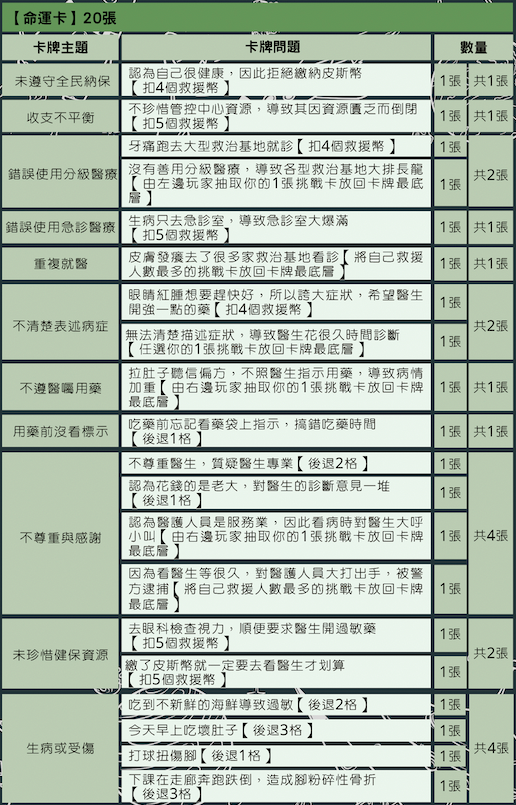 【命運卡】20張
卡牌主題 卡牌問題 數量
未遵守全民納保
認為自己很健康，因此拒絕繳納皮斯幣
【扣4個救援幣】
1張 共1張
收支不平衡
不珍惜管控中心資源，導致其因資源匱乏而倒閉
【扣5個救援幣】
1張 共1張
錯誤使用分級醫療
牙痛跑去大型救治基地就診【扣4個救援幣】
1張
沒有善用分級醫療，導致各型救治基地大排長龍
【由左邊玩家抽取你的1張挑戰卡放回卡牌最底
層】
1張
共2張
錯誤使用急診醫療
生病只去急診室，導致急診室大爆滿
【扣5個救援幣】
1張 共1張
重複就醫
皮膚發癢去了很多家救治基地看診【將自己救援
人數最多的挑戰卡放回卡牌最底層】
1張 共1張
不清楚表述病症
眼睛紅腫想要趕快好，所以誇大症狀，希望醫生
開強一點的藥【扣4個救援幣】
1張
無法清楚描述症狀，導致醫生花很久時間診斷
【任選你的1張挑戰卡放回卡牌最底層】
1張
共2張
不遵醫囑用藥
拉肚子聽信偏方，不照醫生指示用藥，導致病情
加重【由右邊玩家抽取你的1張挑戰卡放回卡牌
最底層】
1張 共1張
用藥前沒看標示
吃藥前忘記看藥袋上指示，搞錯吃藥時間
【後退1格】
1張 共1張
不尊重與感謝
不尊重醫生，質疑醫生專業【後退2格】
1張
認為花錢的是老大，對醫生的診斷意見一堆
【後退1格】
1張
認為醫護人員是服務業，因此看病時對醫生大呼
小叫【由右邊玩家抽取你的1張挑戰卡放回卡牌
最底層】
1張
因為看醫生等很久，對醫護人員大打出手，被警
方逮捕【將自己救援人數最多的挑戰卡放回卡牌
最底層】
1張
共4張
未珍惜健保資源
去眼科檢查視力，順便要求醫生開過敏藥
【扣5個救援幣】
1張
繳了皮斯幣就一定要去看醫生才划算
【扣5個救援幣】
1張
共2張
生病或受傷
吃到不新鮮的海鮮導致過敏【後退2格】
1張
今天早上吃壞肚子【後退3格】
1張
打球扭傷腳【後退1格】
1張
下課在走廊奔跑跌倒，造成腳粉碎性骨折
【後退3格】
1張
共4張